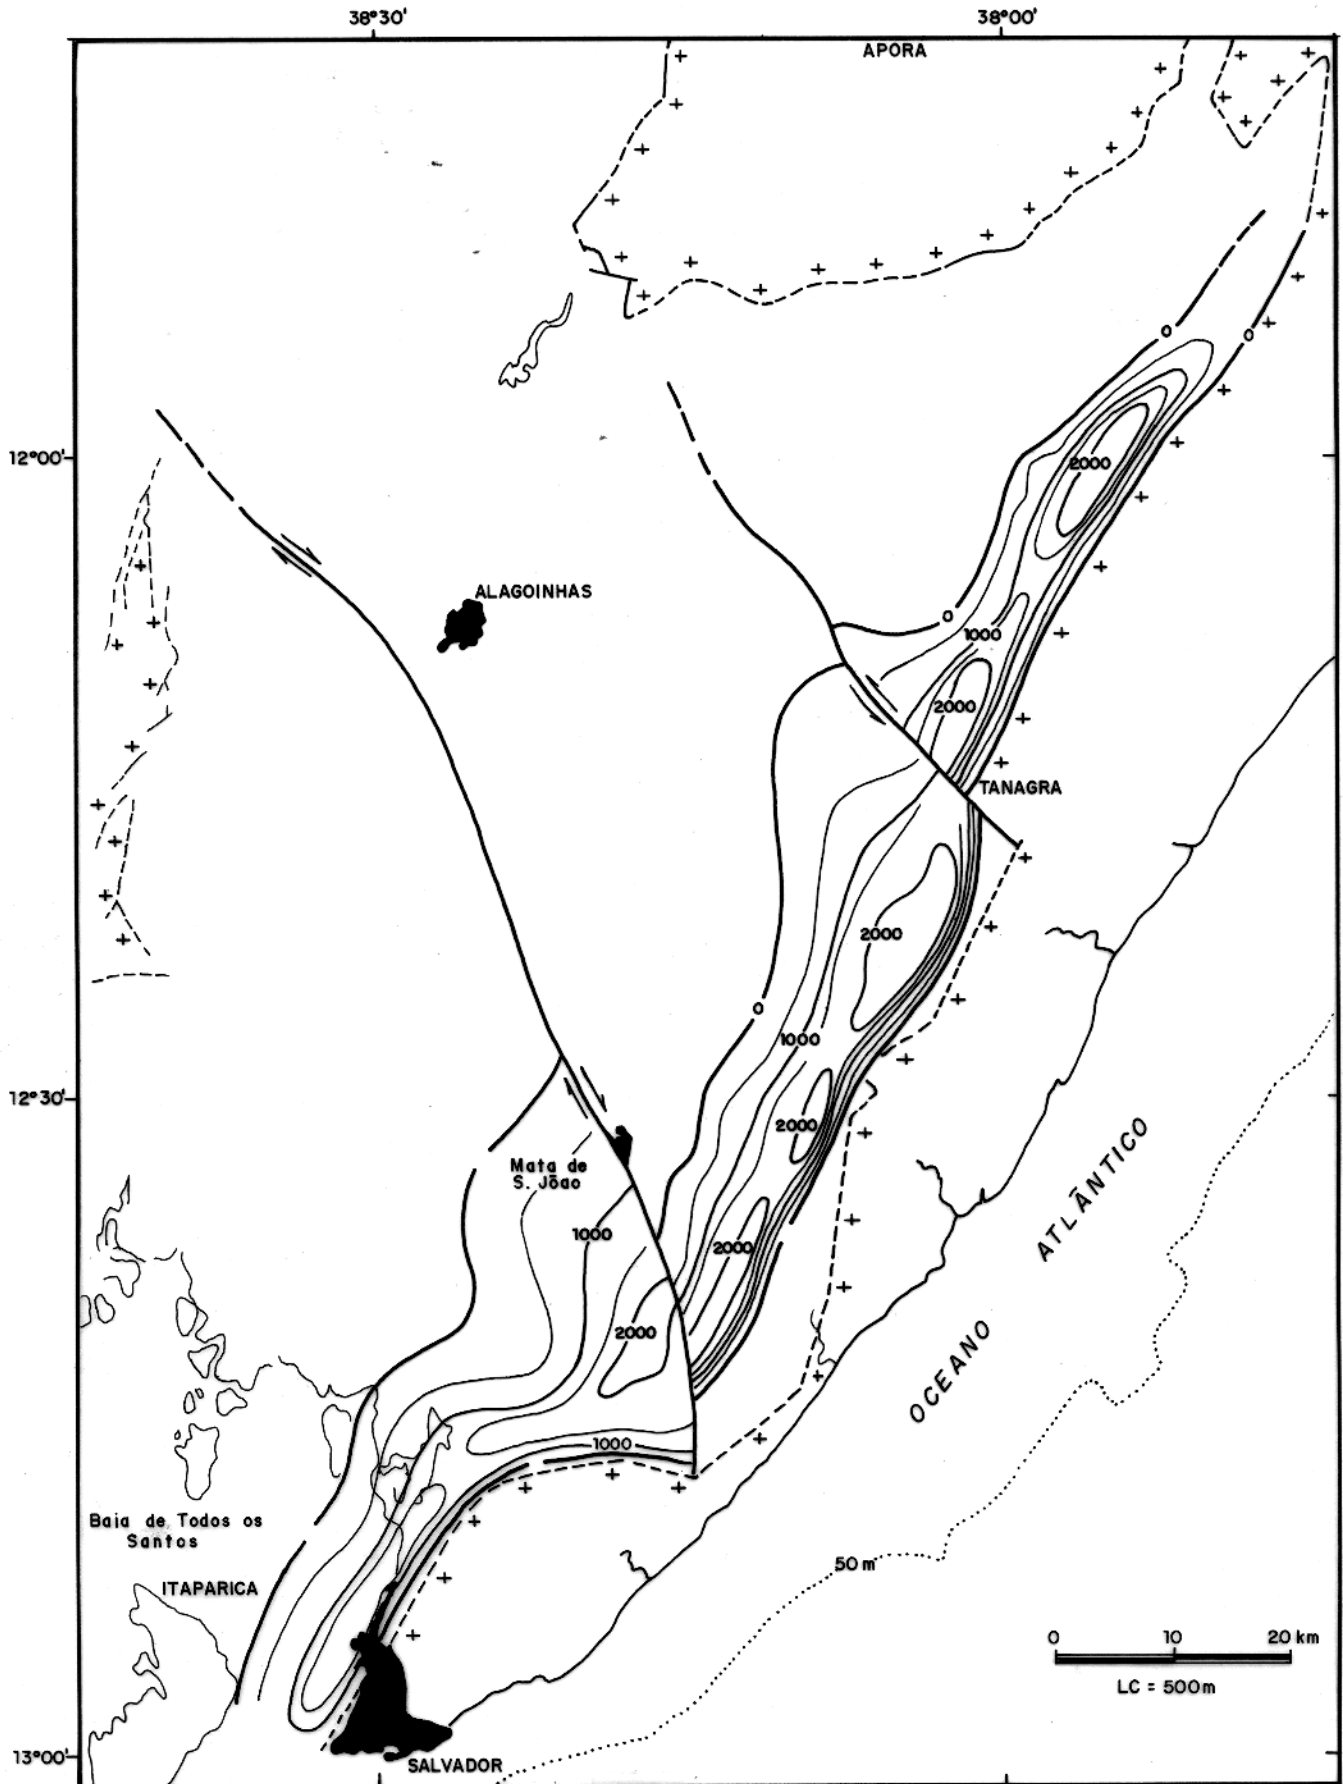 38°30'
38°00'
APORA
12°00'
2000
ALAGOINHAS
1000
2000
TANAGRA
2000
1000
12°30'
2000
Mata de
S. Jõao
1000
2000
2000
1000
ATLÂNTICO
OCEANO
Baia de Todos os
Santos
ITAPARICA
50 m
0 10 20 km
LC = 500m
13°00'
SALVADOR
0
0
0
0